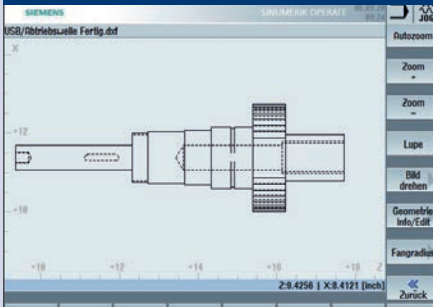 SIEMENS
SINUMERIK OPERATE
JOG
USB/Abtriebswelle Fertig.dxf
Autozoom
X
Zoom
+
Zoom
-
+12
Lupe
Bild
drehen
+10
Geometrie
Info/Edit
+10 +12 +14 +16 +18 Z
Fangradius
Z:9.4256 | X:8.4121 [inch]
Zurück